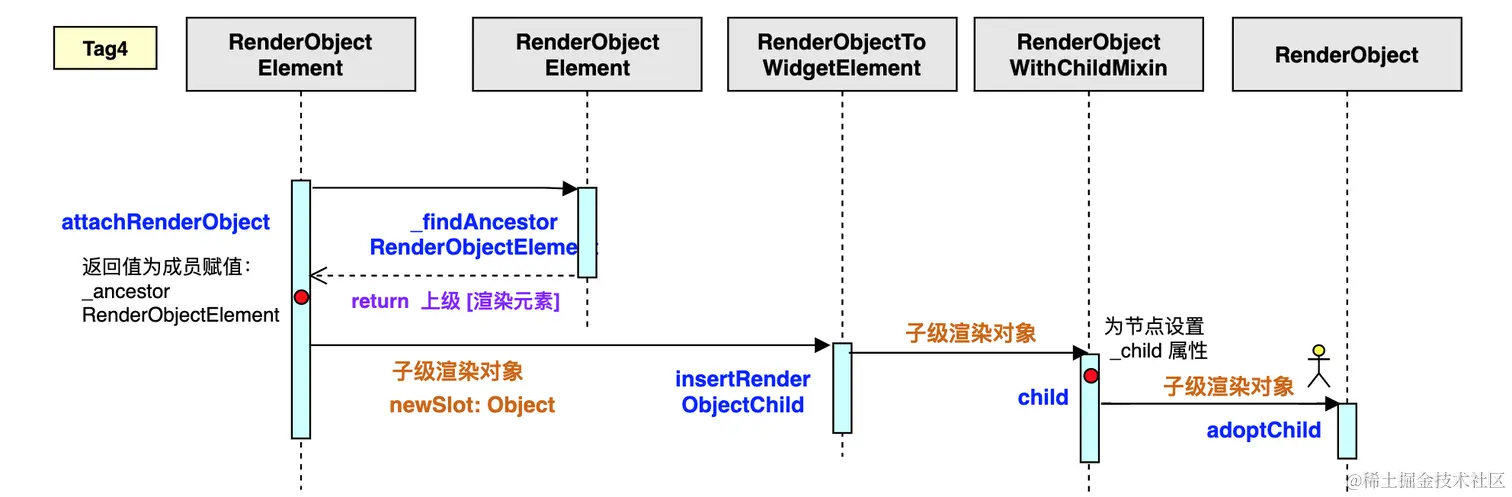 Tag4
RenderObject
Element
RenderObject
Element
RenderObjectTo
WidgetElement
RenderObject
WithChildMixin
RenderObject
attachRenderObject
返回值为成员赋值：
_ancestor
RenderObjectElement
_findAncestor
RenderObjectElement
return 上级 [渲染元素]
子级渲染对象
newSlot: Object
insertRender
ObjectChild
子级渲染对象
为节点设置
_child 属性
child
子级渲染对象
adoptChild
@稀土掘金技术社区